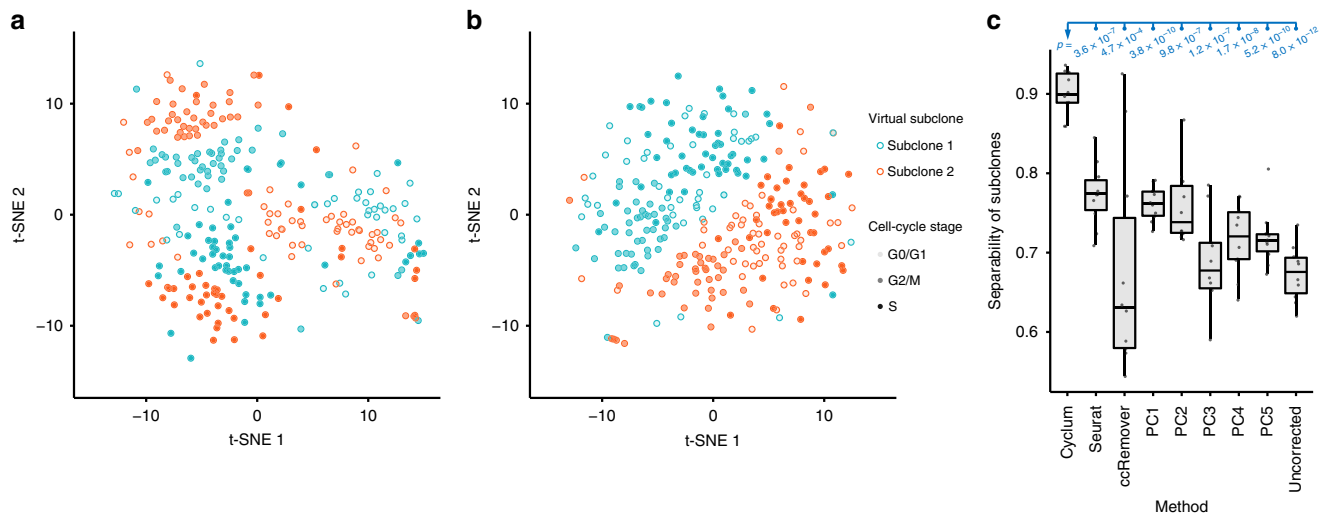 a
10
0
−10
t-SNE 2
−10
0
10
t-SNE 1
b
10
0
−10
t-SNE 2
−10
0
10
t-SNE 1
Virtual subclone
Subclone 1
Subclone 2
Cell-cycle stage
G0/G1
G2/M
S
c
p =
3.6 × 10−7
4.7 × 10−4
3.8 × 10−10
9.8 × 10−7
1.2 × 10−7
1.7 × 10−8
5.2 × 10−10
8.0 × 10−12
0.9
0.8
0.7
0.6
Separability of subclones
Cyclum
Seurat
ccRemover
PC1
PC2
PC3
PC4
PC5
Uncorrected
Method